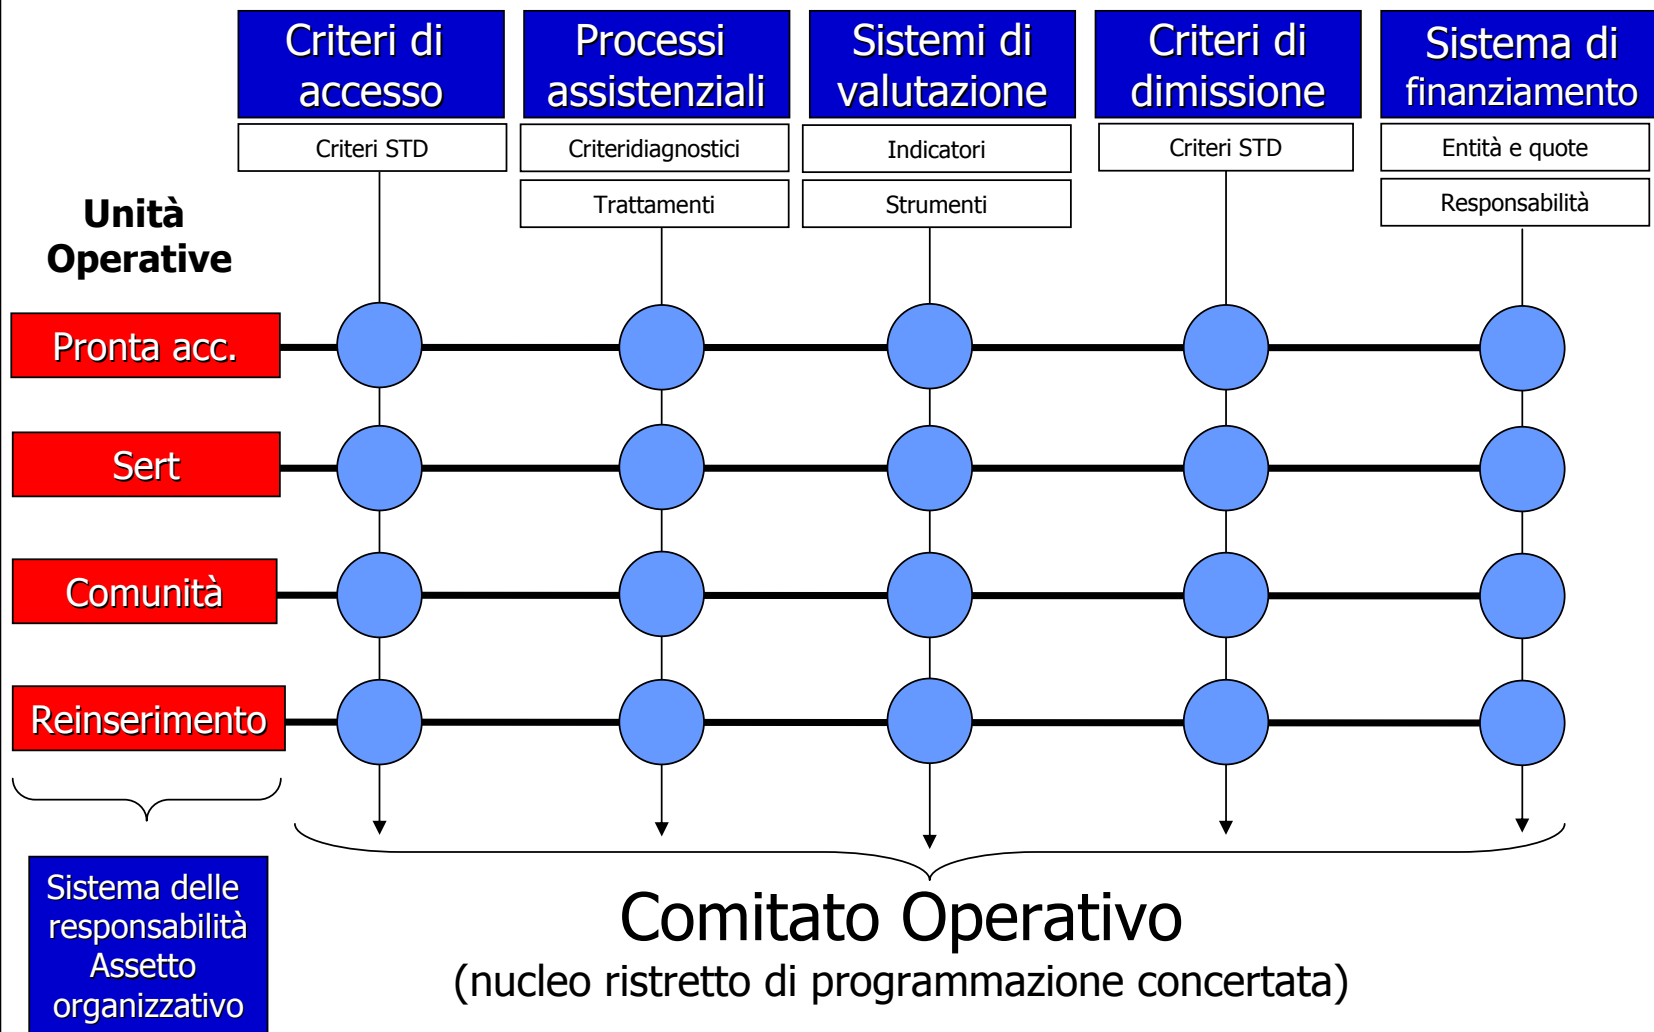 Criteri di
accesso
Processi
assistenziali
Sistemi di
valutazione
Criteri di
dimissione
Sistema di
finanziamento
Criteri STD
Criteridiagnostici
Indicatori
Criteri STD
Entità e quote
Trattamenti
Strumenti
Responsabilità
Unità
Operative
Pronta acc.
Sert
Comunità
Reinserimento
Sistema delle
responsabilità
Assetto
organizzativo
Comitato Operativo
(nucleo ristretto di programmazione concertata)